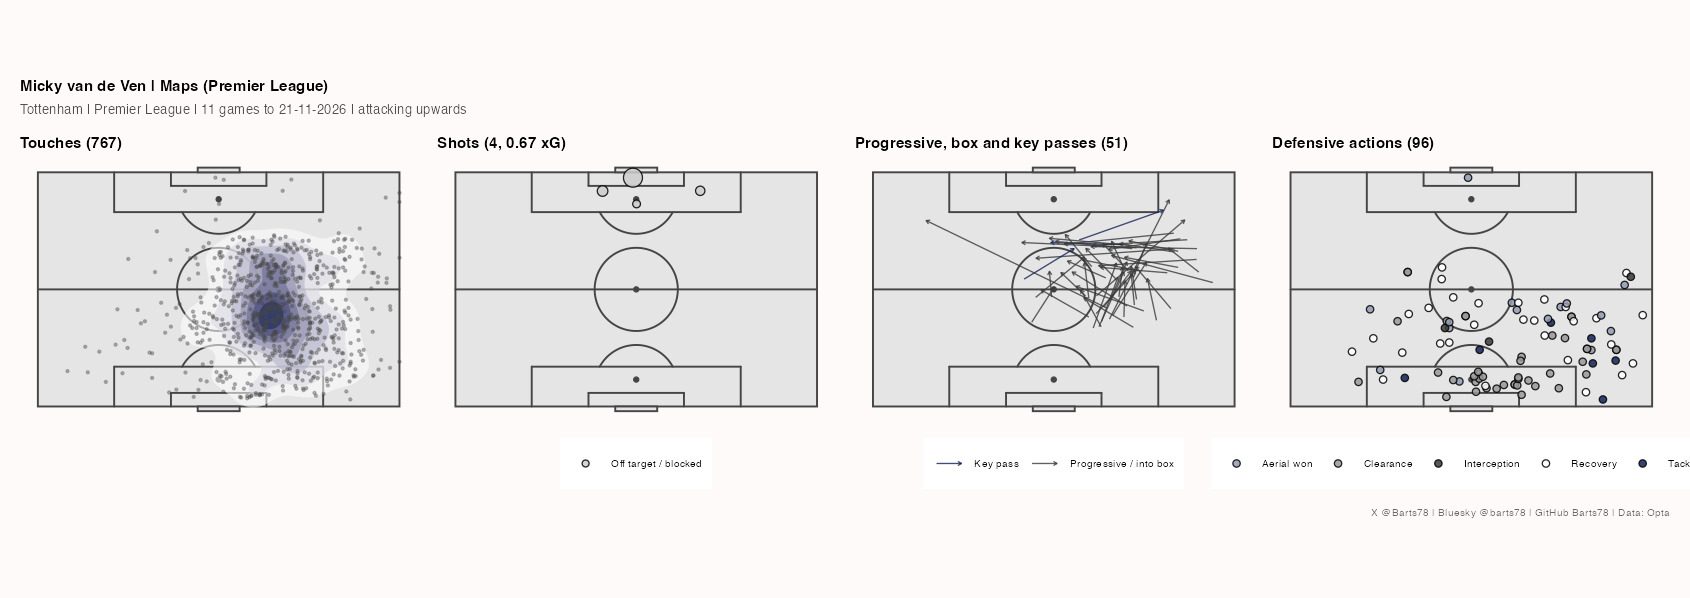 Micky van de Ven | Maps (Premier League)
Tottenham | Premier League | 11 games to 21-11-2026 | attacking upwards
Touches (767)
Shots (4, 0.67 xG)
Progressive, box and key passes (51)
Defensive actions (96)
Off target / blocked
Key pass
Progressive / into box
Aerial won
Clearance
Interception
Recovery
Tack
X @Barts78 | Bluesky @barts78 | GitHub Barts78 | Data: Opta